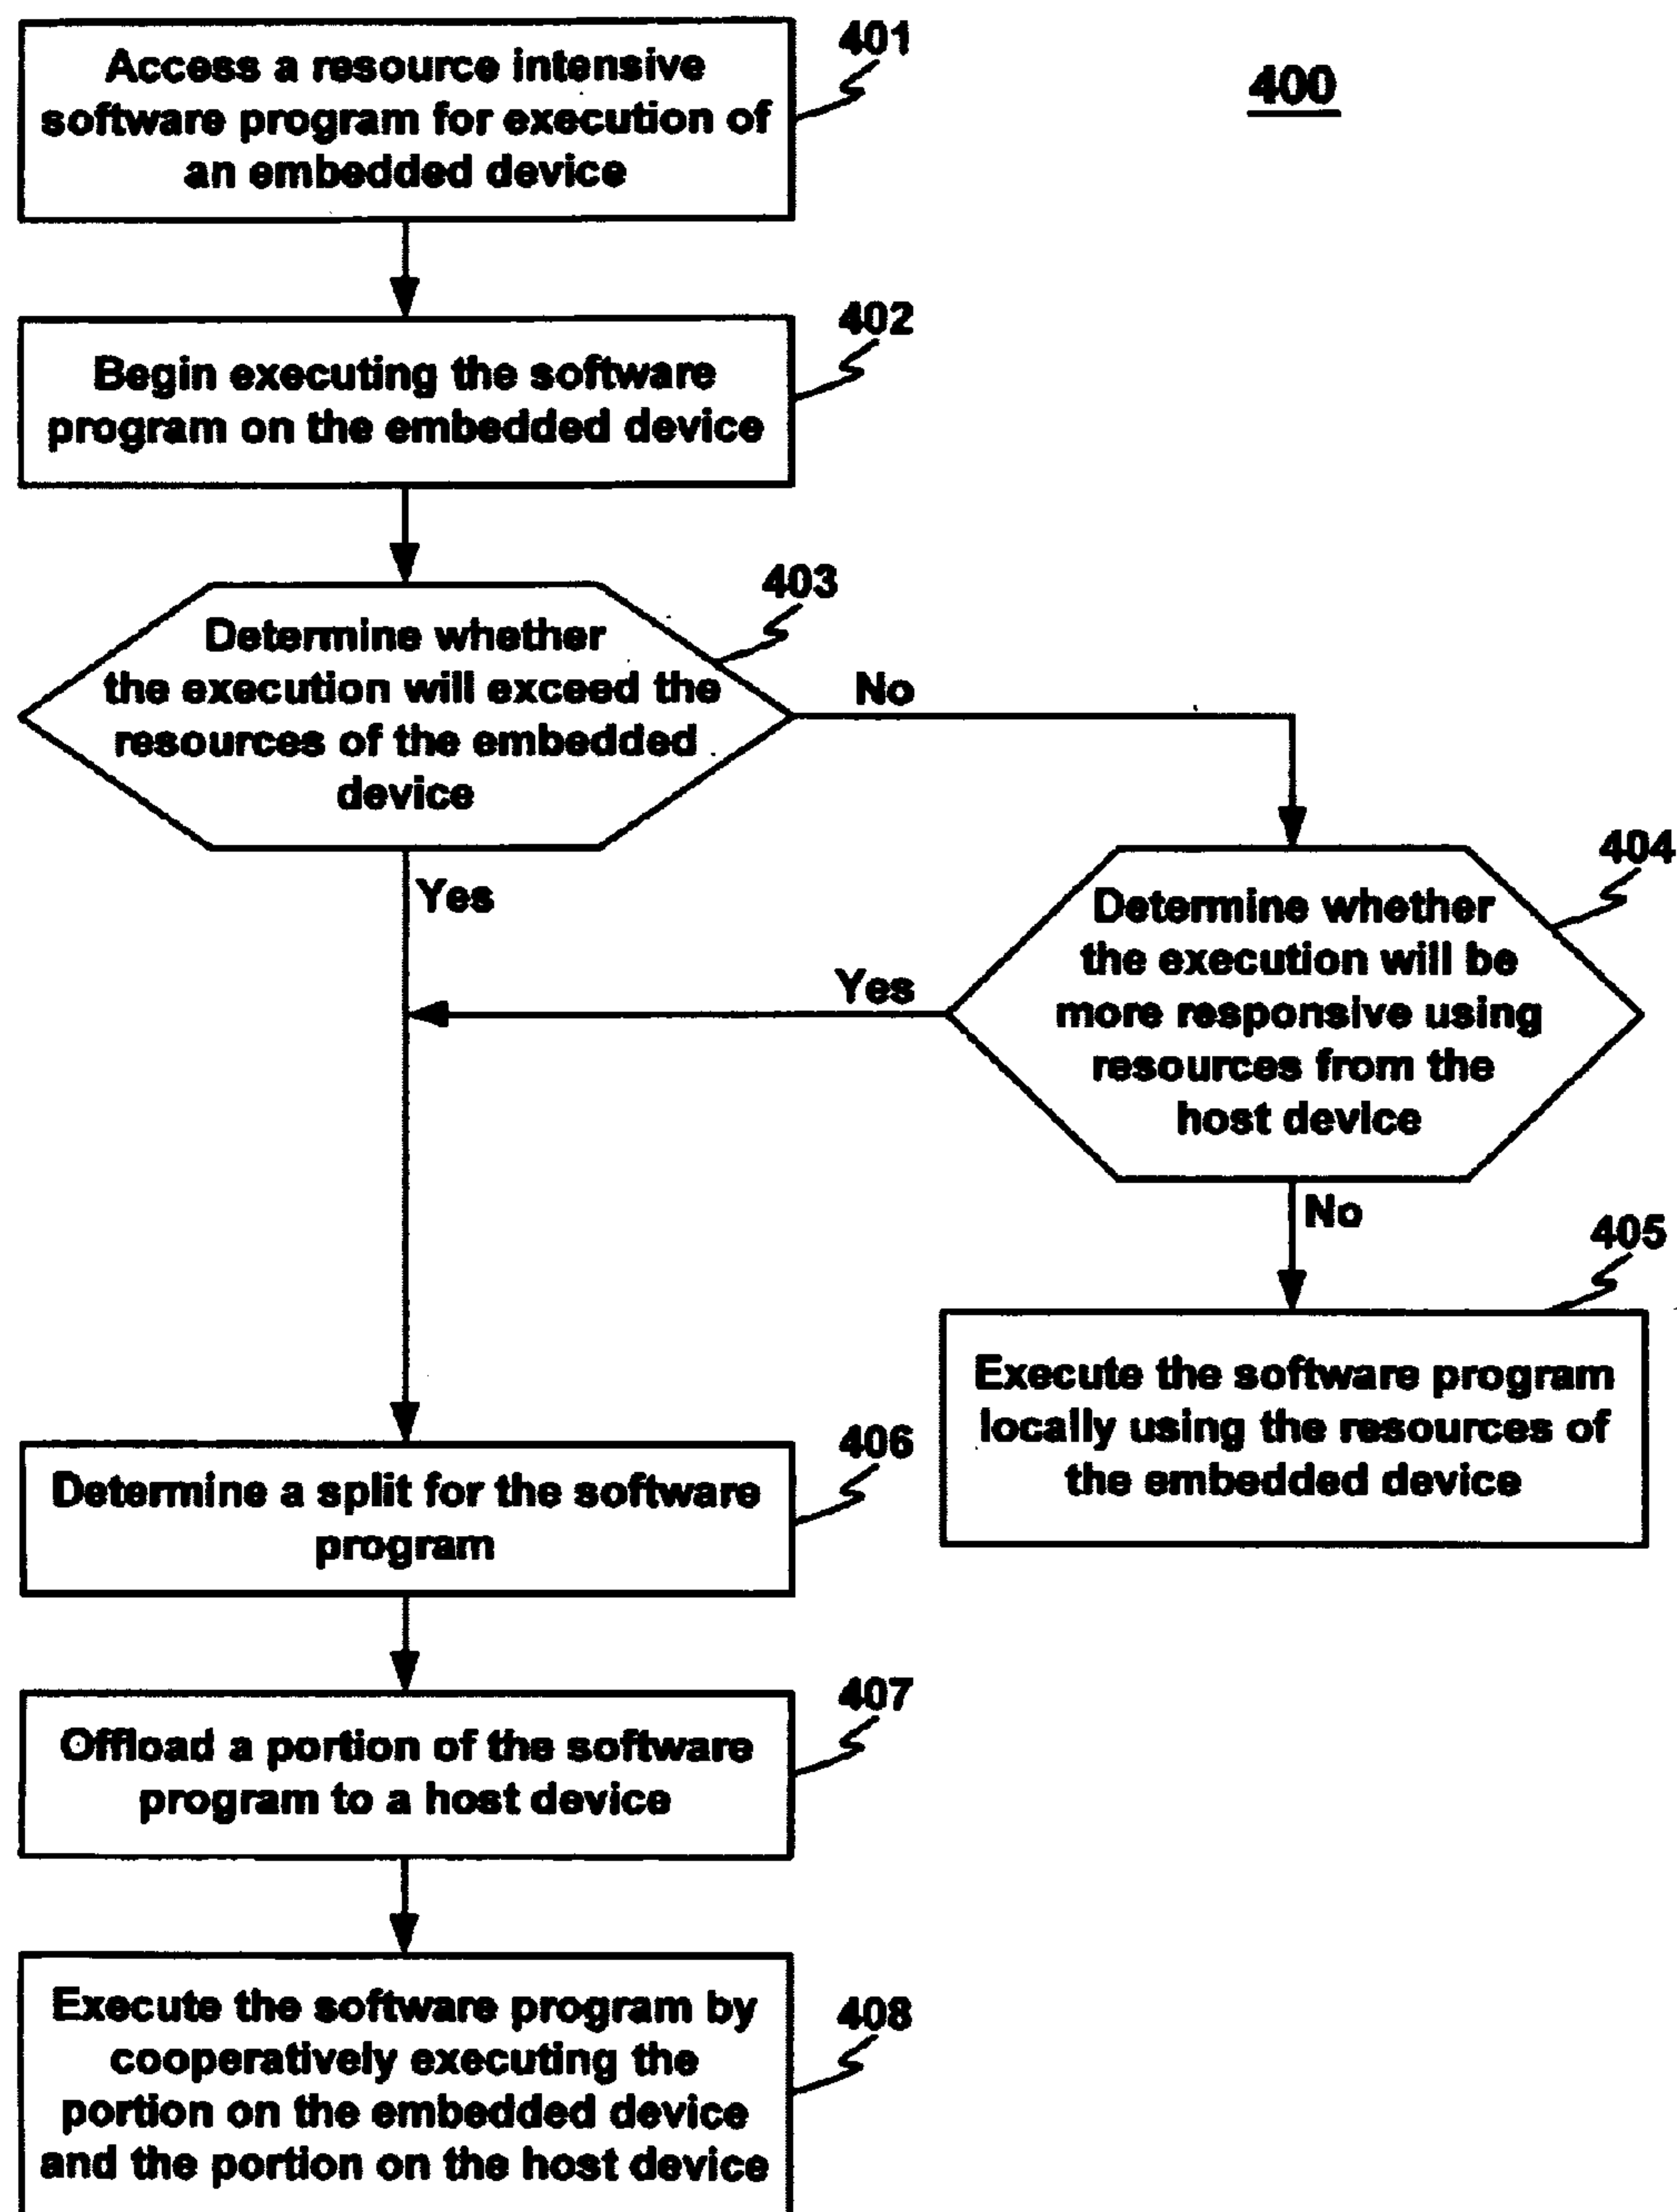 401
400
Access a resource intensive
software program for execution of
an embedded device
402
Begin executing the software
program on the embedded device
403
Determine whether
the execution will exceed the
resources of the embedded
device
No
Yes
404
Determine whether
the execution will be
more responsive using
resources from the
host device
Yes
No
405
Execute the software program
locally using the resources of
the embedded device
406
Determine a split for the software
program
407
Offload a portion of the software
program to a host device
408
Execute the software program by
cooperatively executing the
portion on the embedded device
and the portion on the host device